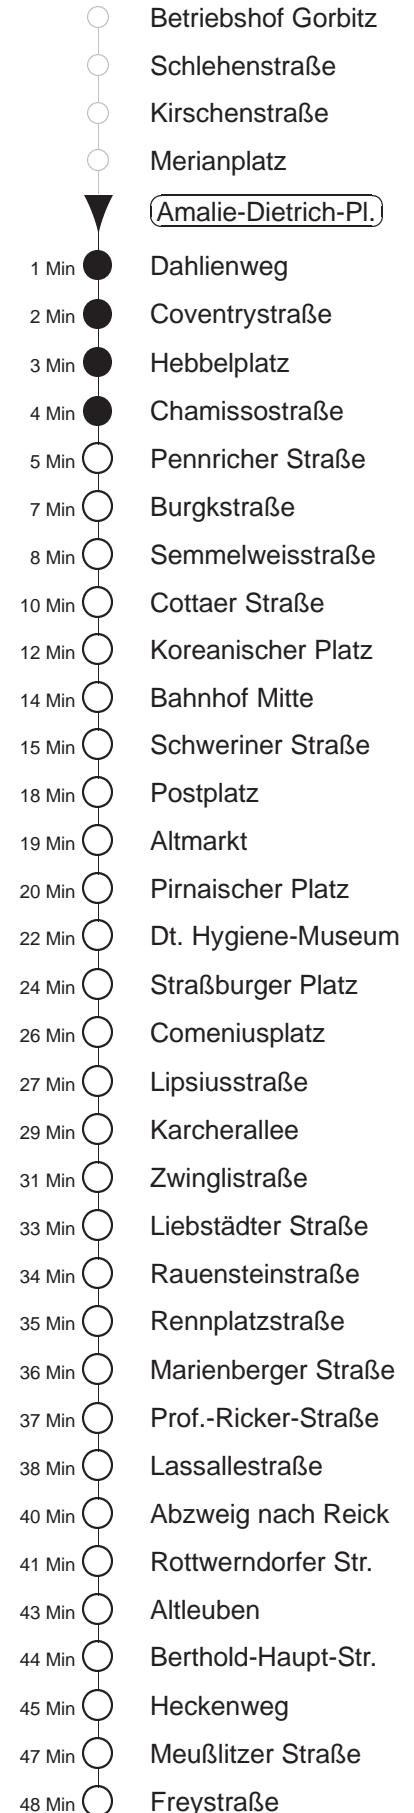 Betriebshof Gorbitz
Schlehenstraße
Kirschenstraße
Merianplatz
Amalie-Dietrich-Pl.
1 Min Dahlienweg
2 Min Coventrystraße
3 Min Hebbelplatz
4 Min Chamissostraße
5 Min Pennricher Straße
7 Min Burgkstraße
8 Min Semmelweisstraße
10 Min Cottaer Straße
12 Min Koreanischer Platz
14 Min Bahnhof Mitte
15 Min Schweriner Straße
18 Min Postplatz
19 Min Altmarkt
20 Min Pirnaischer Platz
22 Min Dt. Hygiene-Museum
24 Min Straßburger Platz
26 Min Comeniusplatz
27 Min Lipsiusstraße
29 Min Karcherallee
31 Min Zwinglistraße
33 Min Liebstädter Straße
34 Min Rauensteinstraße
35 Min Rennplatzstraße
36 Min Marienberger Straße
37 Min Prof.-Ricker-Straße
38 Min Lassallestraße
40 Min Abzweig nach Reick
41 Min Rottwerndorfer Str.
43 Min Altleuben
44 Min Berthold-Haupt-Str.
45 Min Heckenweg
47 Min Meußlitzer Straße
48 Min Freystraße